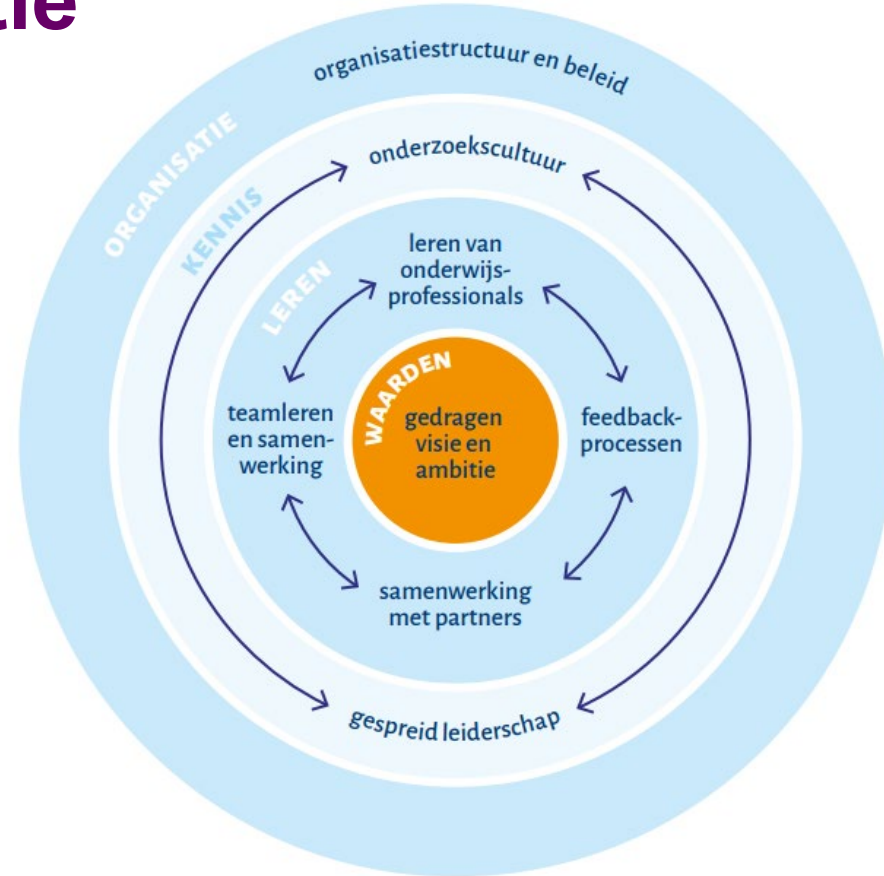 organisatiestructuur en beleid
ORGANISATIE
onderzoekscultuur
KENNIS
leren van
onderwijs-
professionals
LEREN
WAARDEN
gedragen
visie en
ambitie
teamleren
en samen-
werking
feedback-
processen
samenwerking
met partners
gespreid leiderschap